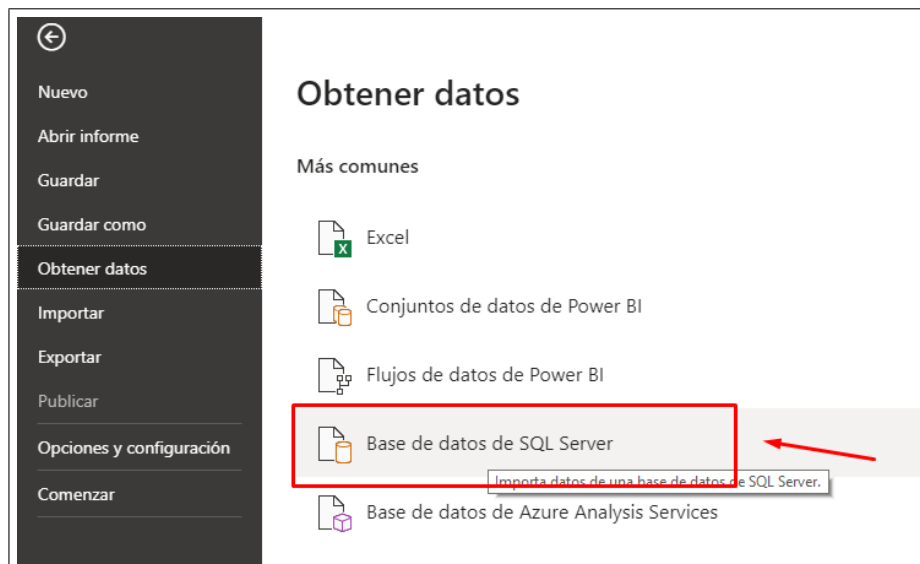 Nuevo
Abrir informe
Guardar
Guardar como
Obtener datos
Importar
Exportar
Publicar
Opciones y configuración
Comenzar
Obtener datos
Más comunes
Excel
Conjuntos de datos de Power BI
Flujos de datos de Power BI
Base de datos de SQL Server
Importa datos de una base de datos de SQL Server.
Base de datos de Azure Analysis Services